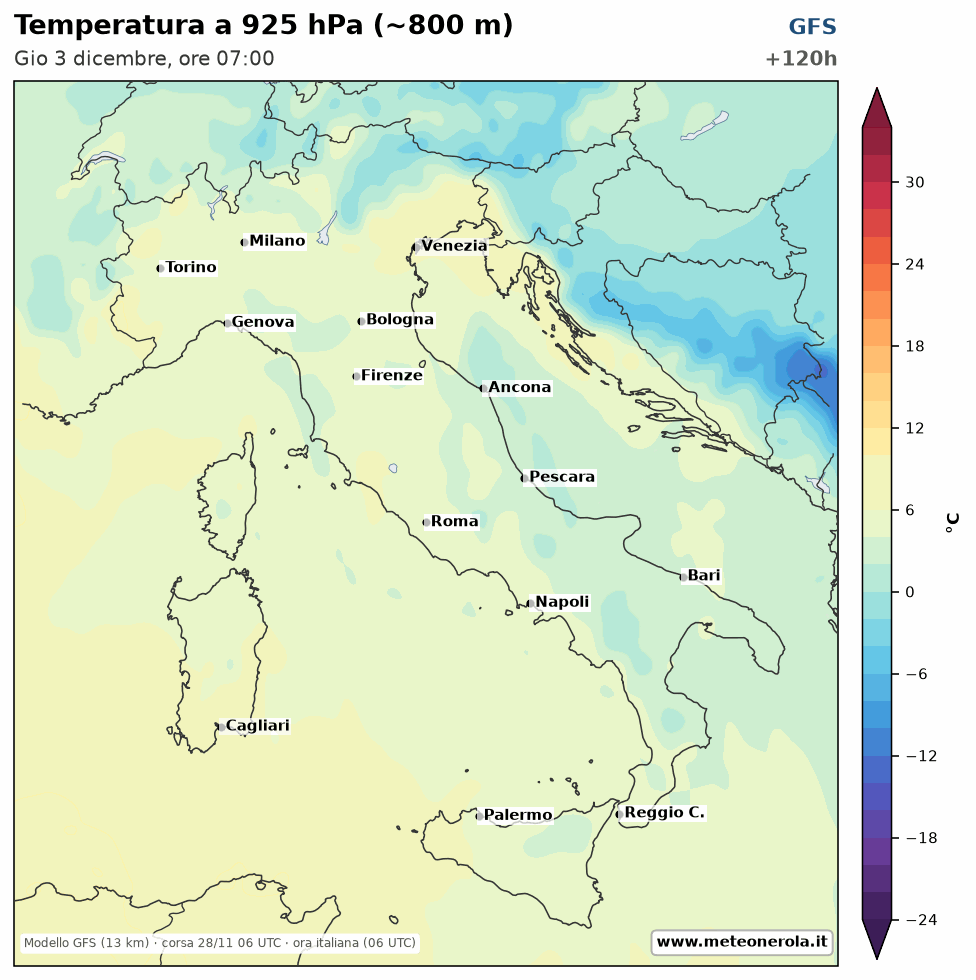 Temperatura a 925 hPa (~800 m)
GFS
Gio 3 dicembre, ore 07:00
+120h
Milano
Venezia
Torino
Genova
Bologna
Firenze
Ancona
Pescara
Roma
Bari
Napoli
Cagliari
Palermo
Reggio C.
30
24
18
12
6
0
−6
−12
−18
−24
°C
Modello GFS (13 km) · corsa 28/11 06 UTC · ora italiana (06 UTC)
www.meteonerola.it